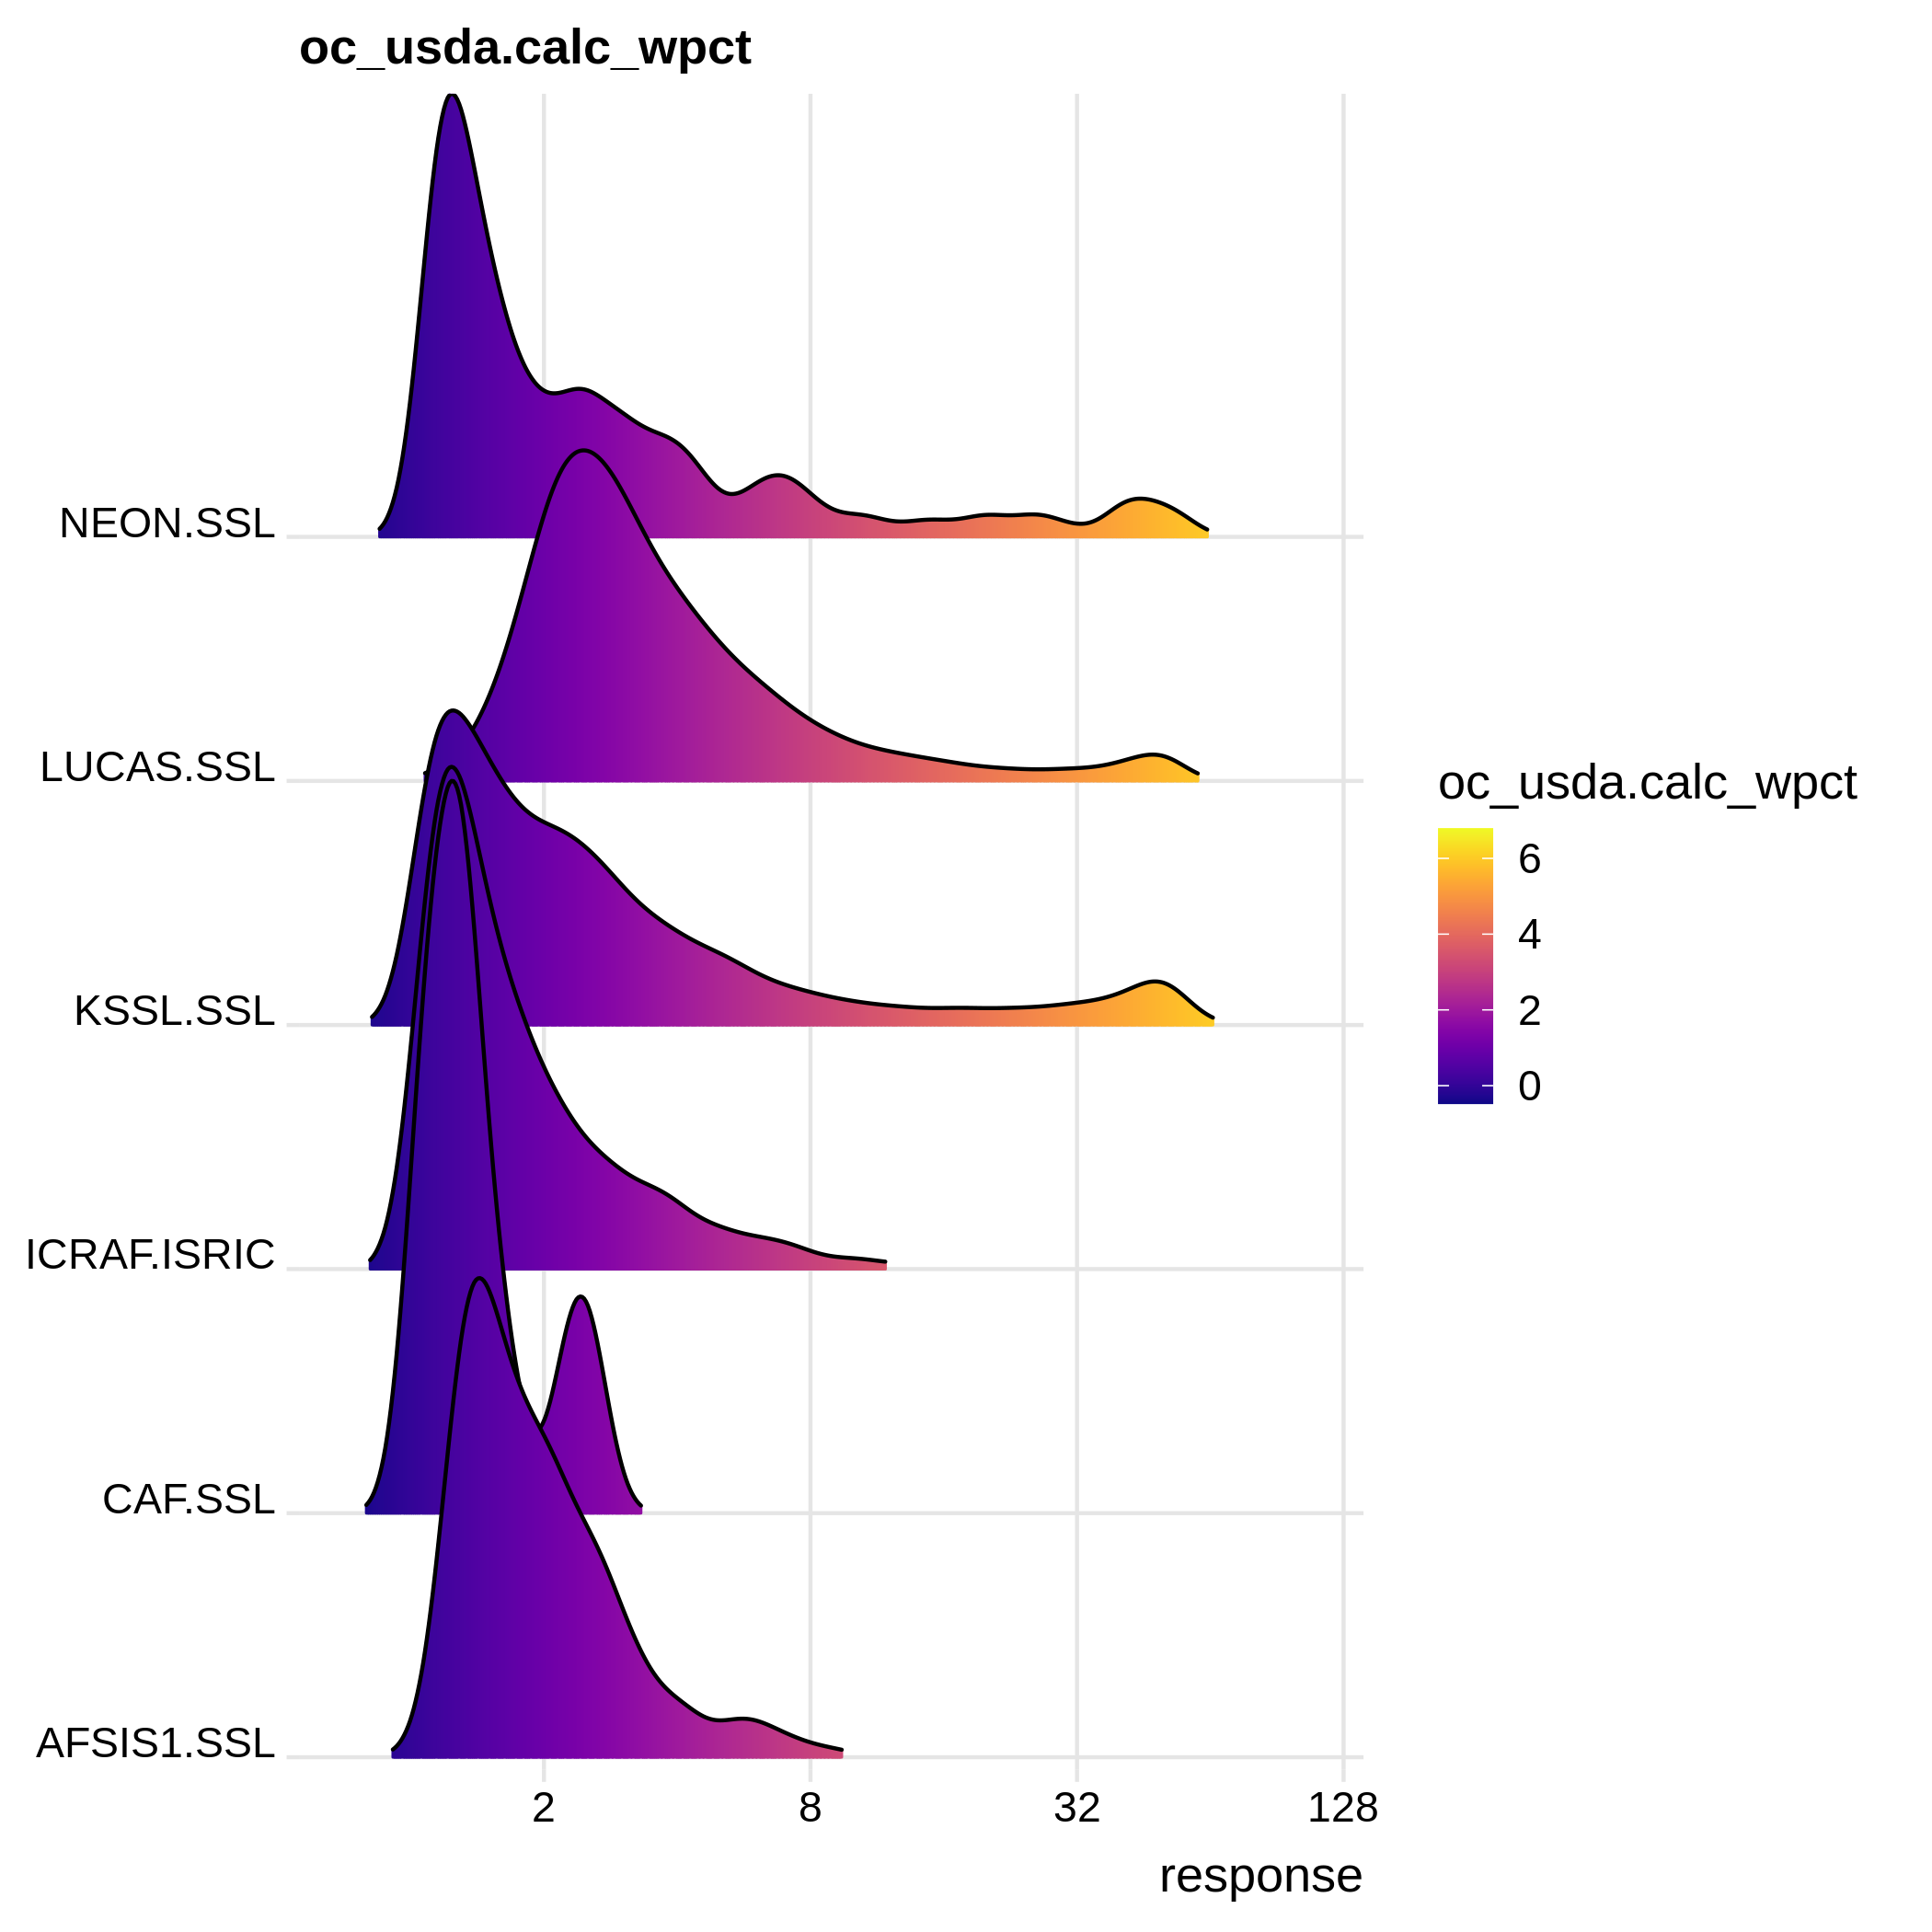 oc_usda.calc_wpct
NEON.SSL
LUCAS.SSL
KSSL.SSL
ICRAF.ISRIC
CAF.SSL
AFSIS1.SSL
2 8 32 128
response
oc_usda.calc_wpct
6
4
2
0